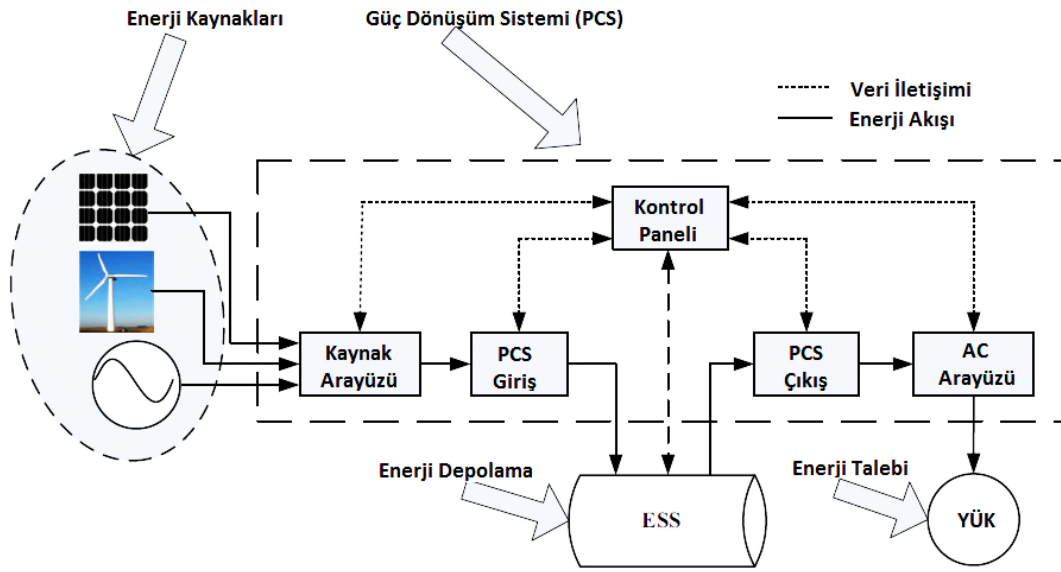 Enerji Kaynakları
Güç Dönüşüm Sistemi (PCS)
Veri İletişimi
Enerji Akışı
Kontrol
Paneli
Kaynak
Arayüzü
PCS
Giriş
PCS
Çıkış
AC
Arayüzü
Enerji Depolama
Enerji Talebi
ESS
YÜK